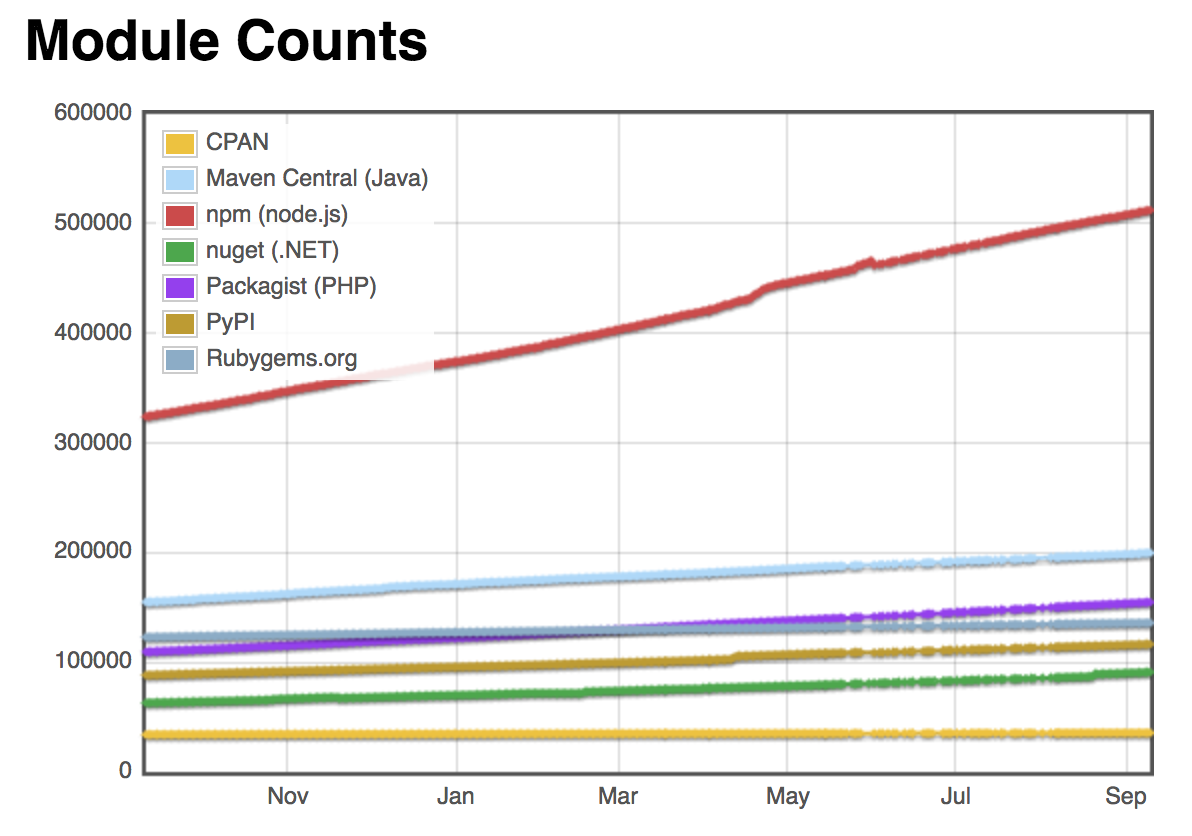 Module Counts
600000
500000
400000
300000
200000
100000
0
CPAN
Maven Central (Java)
npm (node.js)
nuget (.NET)
Packagist (PHP)
PyPI
Rubygems.org
Nov Jan Mar May Jul Sep